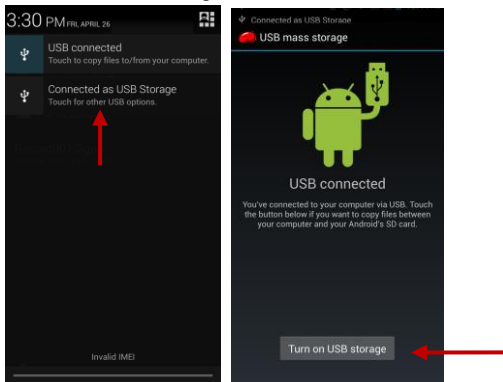 3:30 PM FRI, APRIL 26
USB connected
Touch to copy files to/from your computer.
Connected as USB Storage
Touch for other USB options.
Invalid IMEI
Connected as USB Storage
USB mass storage
USB connected
You've connected to your computer via USB. Touch
the button below if you want to copy files between
your computer and your Android's SD card.
Turn on USB storage